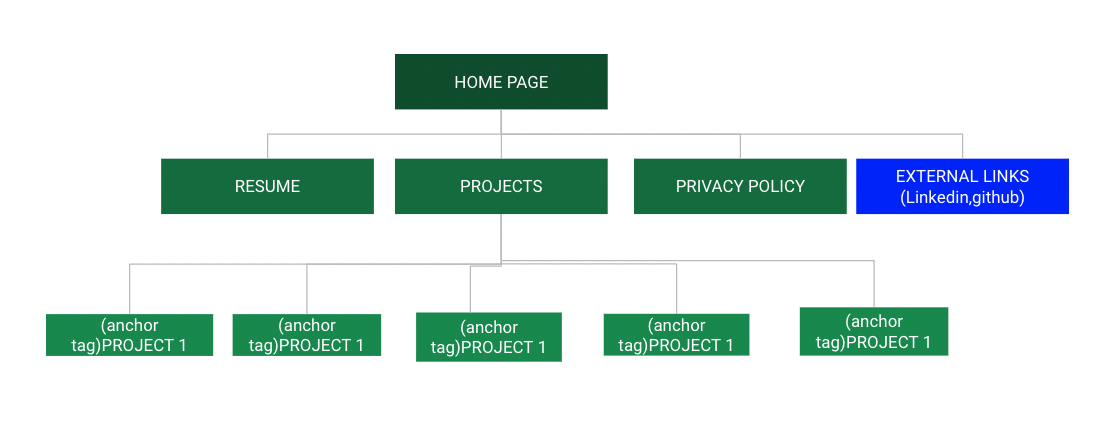 HOME PAGE
RESUME
PROJECTS
PRIVACY POLICY
EXTERNAL LINKS
(Linkedin,github)
(anchor
tag)PROJECT 1
(anchor
tag)PROJECT 1
(anchor
tag)PROJECT 1
(anchor
tag)PROJECT 1
(anchor
tag)PROJECT 1